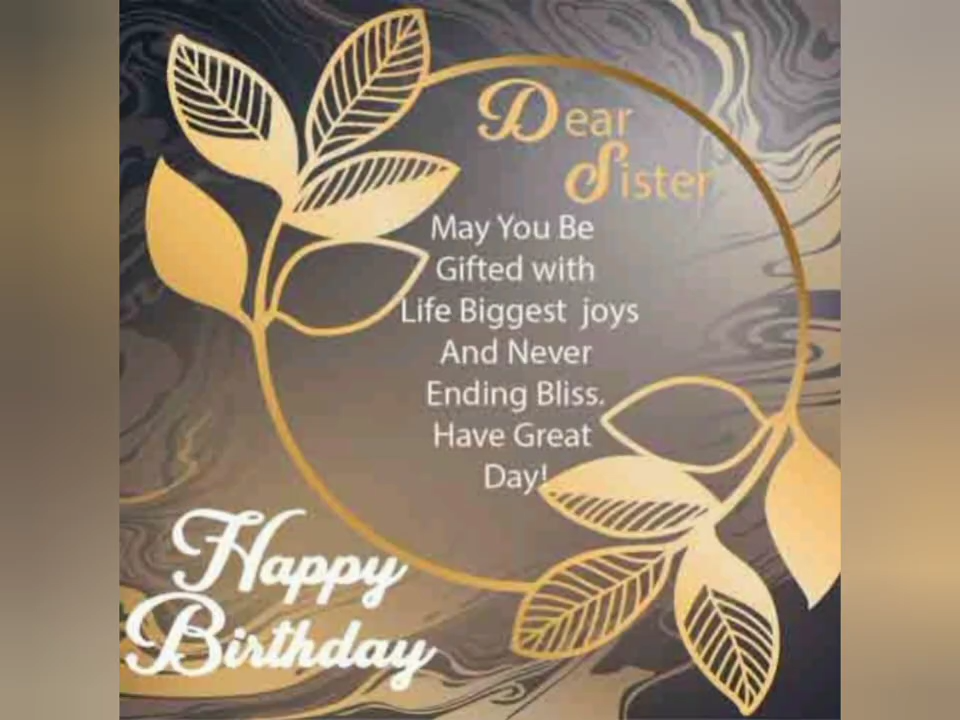 Dear
Sister
May You Be
Gifted with
Life Biggest joys
And Never
Ending Bliss.
Have Great
Day!
Happy
Birthday